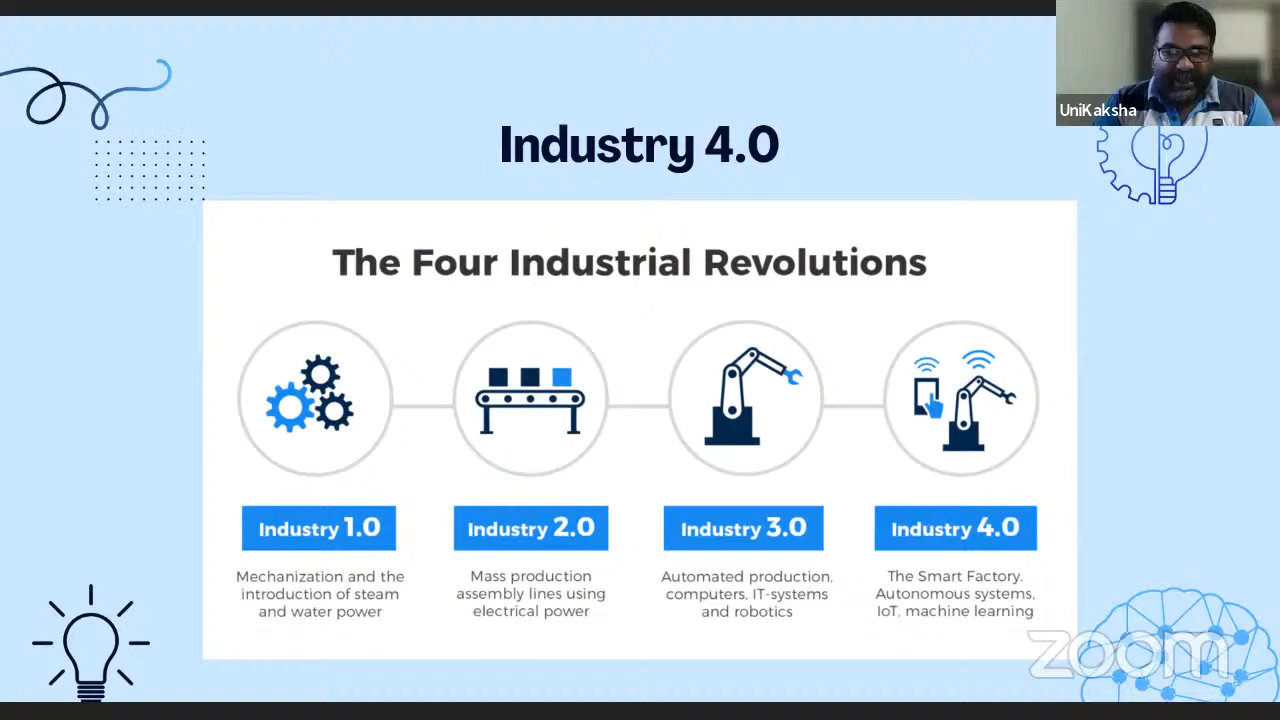 UniKaksha
Industry 4.0
The Four Industrial Revolutions
Industry 1.0
Mechanization and the
introduction of steam
and water power
Industry 2.0
Mass production
assembly lines using
electrical power
Industry 3.0
Automated production,
computers, IT-systems
and robotics
Industry 4.0
The Smart Factory.
Autonomous systems,
IoT, machine learning
zoom